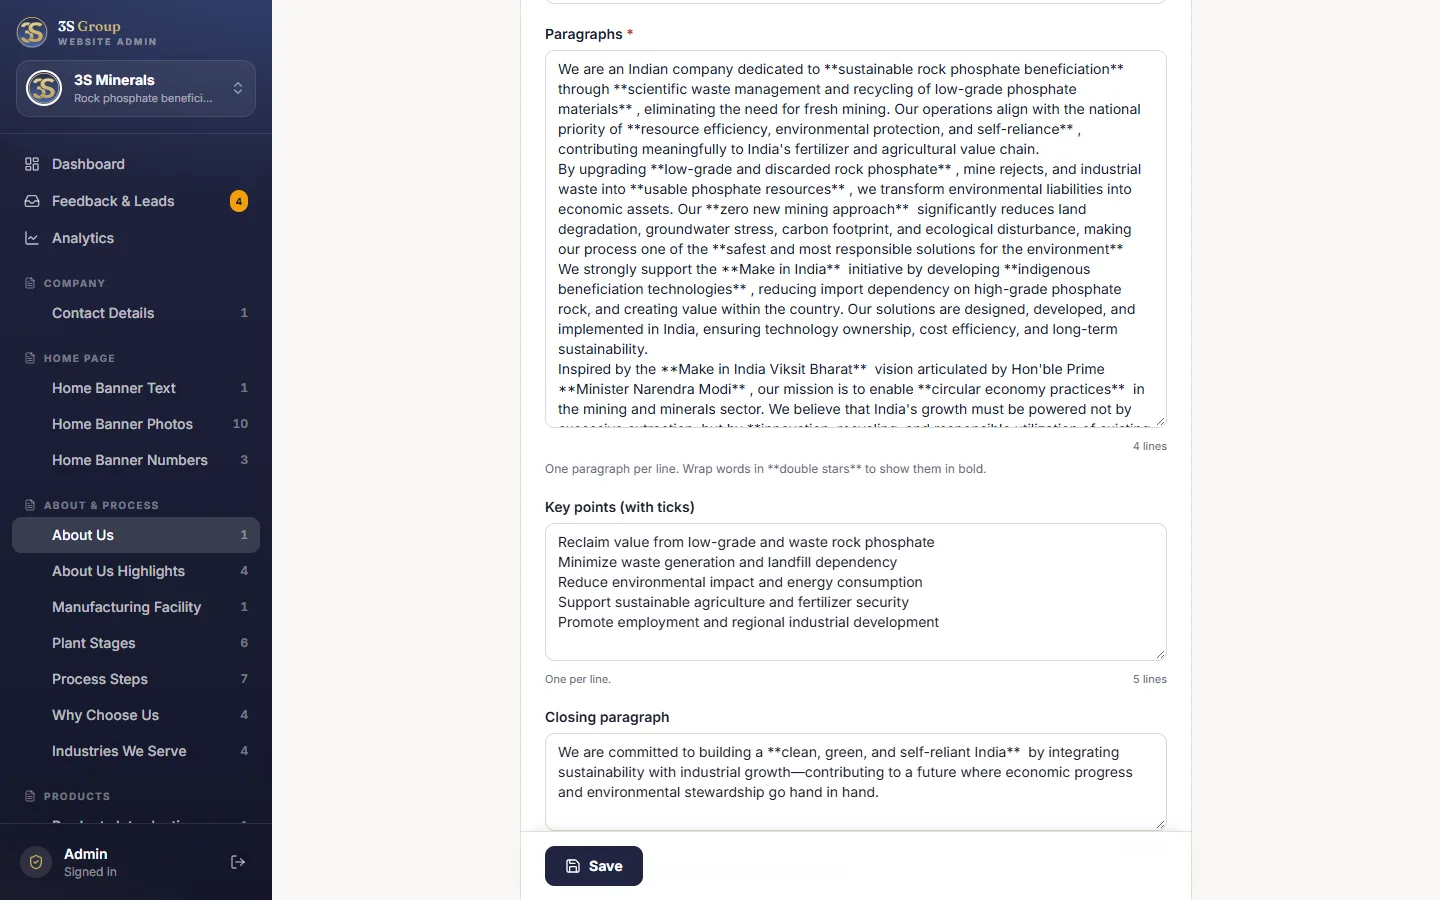 3S Group
WEBSITE ADMIN
3S Minerals
Rock phosphate benefici...
Dashboard
Feedback & Leads 4
Analytics
COMPANY
Contact Details 1
HOME PAGE
Home Banner Text 1
Home Banner Photos 10
Home Banner Numbers 3
ABOUT & PROCESS
About Us 1
About Us Highlights 4
Manufacturing Facility 1
Plant Stages 6
Process Steps 7
Why Choose Us 4
Industries We Serve 4
PRODUCTS
Admin
Signed in
Paragraphs *
We are an Indian company dedicated to **sustainable rock phosphate beneficiation**
through **scientific waste management and recycling of low-grade phosphate
materials** , eliminating the need for fresh mining. Our operations align with the national
priority of **resource efficiency, environmental protection, and self-reliance** ,
contributing meaningfully to India's fertilizer and agricultural value chain.
By upgrading **low-grade and discarded rock phosphate** , mine rejects, and industrial
waste into **usable phosphate resources** , we transform environmental liabilities into
economic assets. Our **zero new mining approach**  significantly reduces land
degradation, groundwater stress, carbon footprint, and ecological disturbance, making
our process one of the **safest and most responsible solutions for the environment**
We strongly support the **Make in India**  initiative by developing **indigenous
beneficiation technologies** , reducing import dependency on high-grade phosphate
rock, and creating value within the country. Our solutions are designed, developed, and
implemented in India, ensuring technology ownership, cost efficiency, and long-term
sustainability.
Inspired by the **Make in India Viksit Bharat**  vision articulated by Hon'ble Prime
**Minister Narendra Modi** , our mission is to enable **circular economy practices**  in
the mining and minerals sector. We believe that India's growth must be powered not by
4 lines
One paragraph per line. Wrap words in **double stars** to show them in bold.
Key points (with ticks)
Reclaim value from low-grade and waste rock phosphate
Minimize waste generation and landfill dependency
Reduce environmental impact and energy consumption
Support sustainable agriculture and fertilizer security
Promote employment and regional industrial development
One per line. 5 lines
Closing paragraph
We are committed to building a **clean, green, and self-reliant India**  by integrating
sustainability with industrial growth—contributing to a future where economic progress
and environmental stewardship go hand in hand.
Save